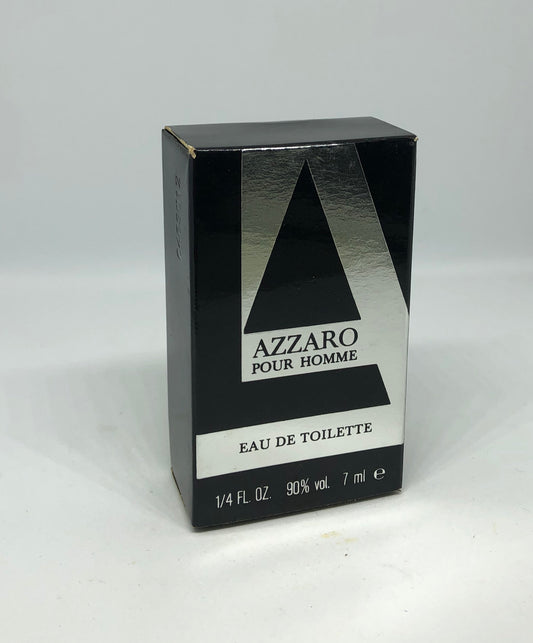 AZZARO
POUR HOMME
EAU DE TOILETTE
1/4 FL. OZ. 90% vol. 7 ml ℮